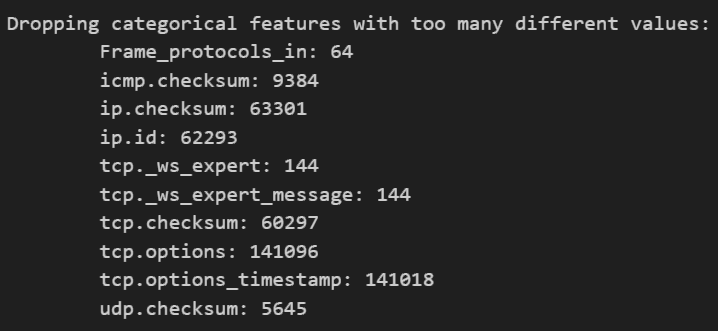 Dropping categorical features with too many different values:
Frame_protocols_in: 64
icmp.checksum: 9384
ip.checksum: 63301
ip.id: 62293
tcp._ws_expert: 144
tcp._ws_expert_message: 144
tcp.checksum: 60297
tcp.options: 141096
tcp.options_timestamp: 141018
udp.checksum: 5645